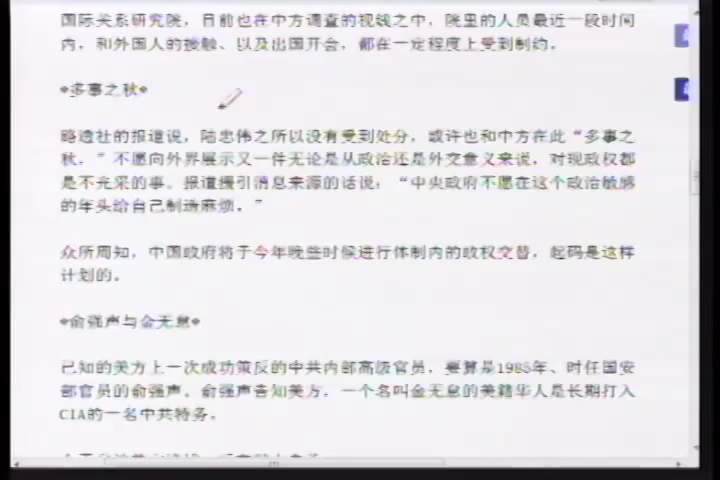 国际关系研究院，目前也在中方调查的视线之中，院里的人员最近一段时间
内，和外国人的接触、以及出国开会，都在一定程度上受到制约。
*多事之秋*
路透社的报道说，陆忠伟之所以没有受到处分，或许也和中方在此“多事之
秋，”不愿向外界展示又一件无论是从政治还是外交意义来说，对现政权都
是不光采的事。报道援引消息来源的话说：“中央政府不愿在这个政治敏感
的年头给自己制造麻烦。”
众所周知，中国政府将于今年晚些时候进行体制内的政权交替，起码是这样
计划的。
*俞强声与金无怠*
已知的美方上一次成功策反的中共内部高级官员，要算是1985年、时任国安
部官员的俞强声。俞强声告知美方，一个名叫金无怠的美籍华人是长期打入
CIA的一名中共特务。